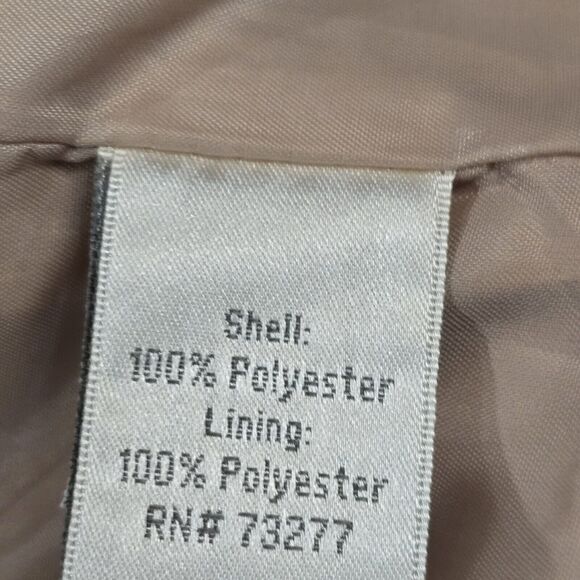 Shell:
100% Polyester
Lining:
100% Polyester
RN# 73277